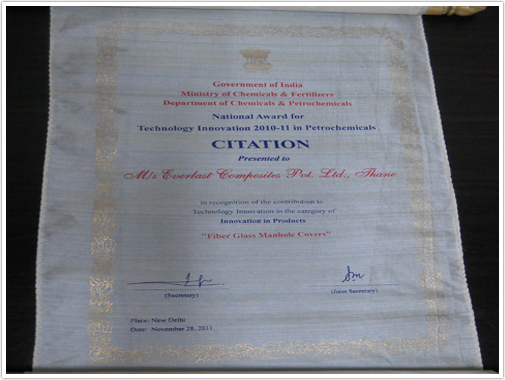 Government of India
Ministry of Chemicals & Fertilizers
Department of Chemicals & Petrochemicals
National Award for
Technology Innovation 2010-11 in Petrochemicals
CITATION
Presented to
M/s Everlast Composites Pvt. Ltd., Thane
in recognition of the contribution to
Technology Innovation in the category of
Innovation in Products
"Fiber Glass Manhole Covers"
(Secretary)
(Joint Secretary)
Place: New Delhi
Date: November 28, 2011